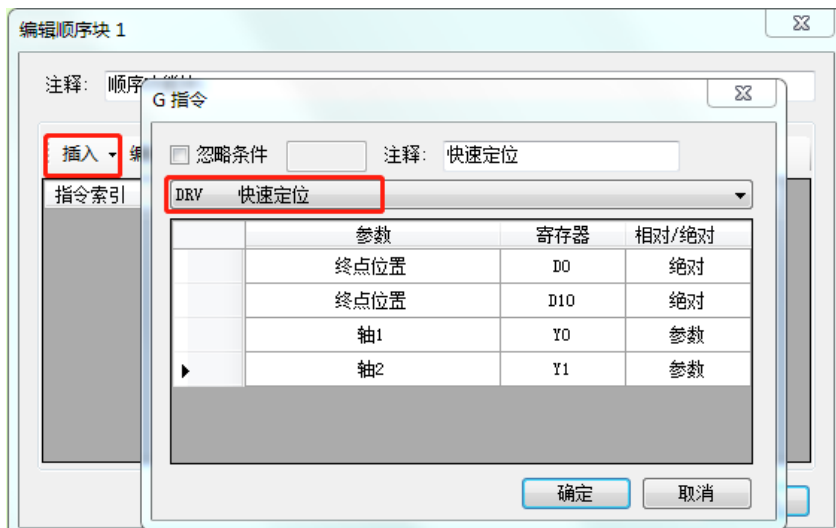 编辑顺序块 1
注释: 顺序
G 指令
插入 编
忽略条件 注释: 快速定位
指令索引 DRV 快速定位
参数 寄存器 相对/绝对
终点位置 D0 绝对
终点位置 D10 绝对
轴1 Y0 参数
轴2 Y1 参数
确定 取消